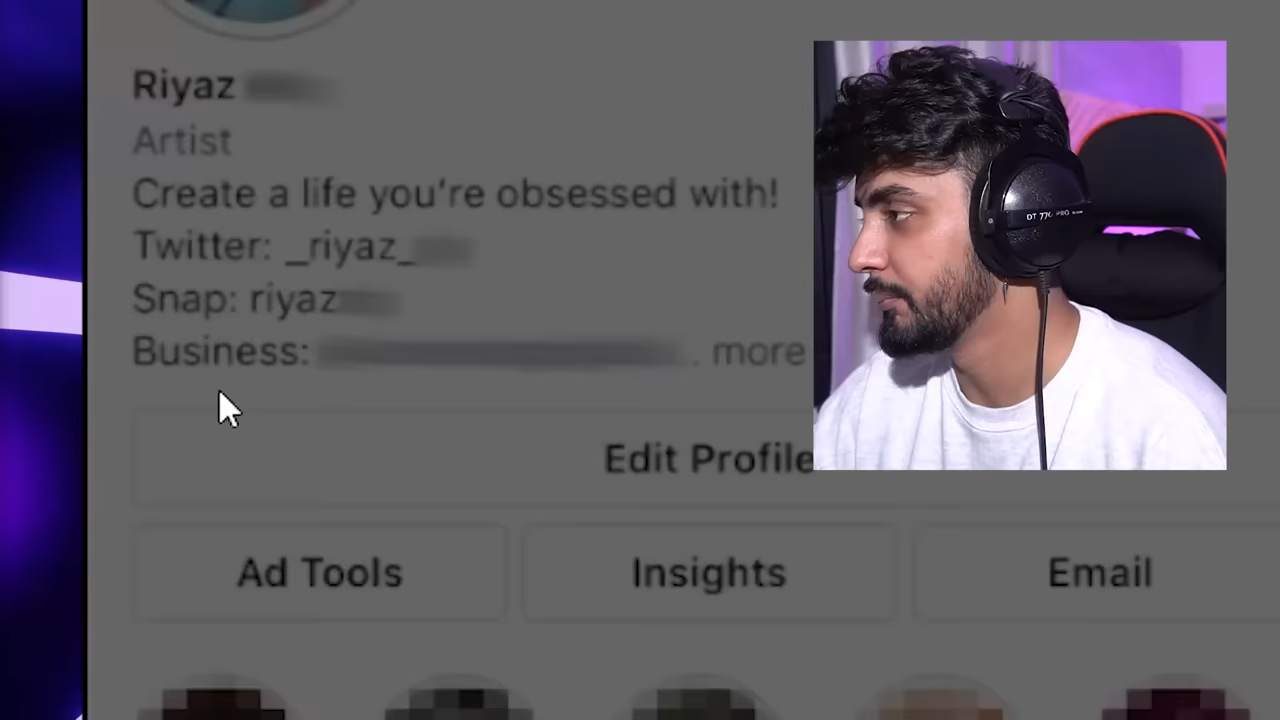 Riyaz
Artist
Create a life you're obsessed with!
Twitter: _riyaz_
Snap: riyaz
Business: . more
Edit Profile
Ad Tools
Insights
Email
DT 770 PRO